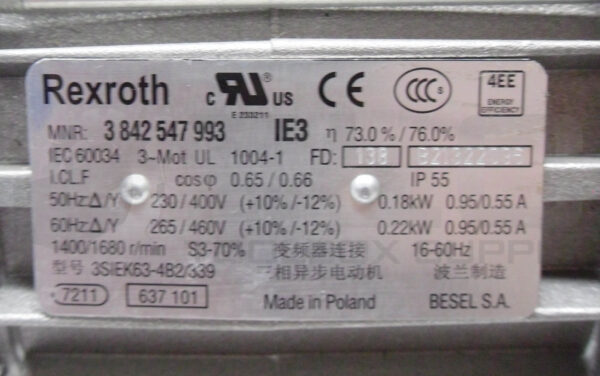 Rexroth c RU US CE CCC S 4EE ENERGY EFFICIENCY
E 233211
MNR: 3 842 547 993 IE3 η 73.0 % / 76.0%
IEC 60034 3~Mot UL 1004-1 FD: 138
I.CL.F cosφ 0.65 / 0.66 IP 55
50Hz:Δ/Y 230 / 400V (+10% /-12%) 0.18kW 0.95/0.55 A
60Hz:Δ/Y 265 / 460V (+10% /-12%) 0.22kW 0.95/0.55 A
1400/1680 r/min S3-70% 变频器连接 16-60Hz
型号 3SIEK63-4B2/339 三相异步电动机 波兰制造
7211 637 101 Made in Poland BESEL S.A.